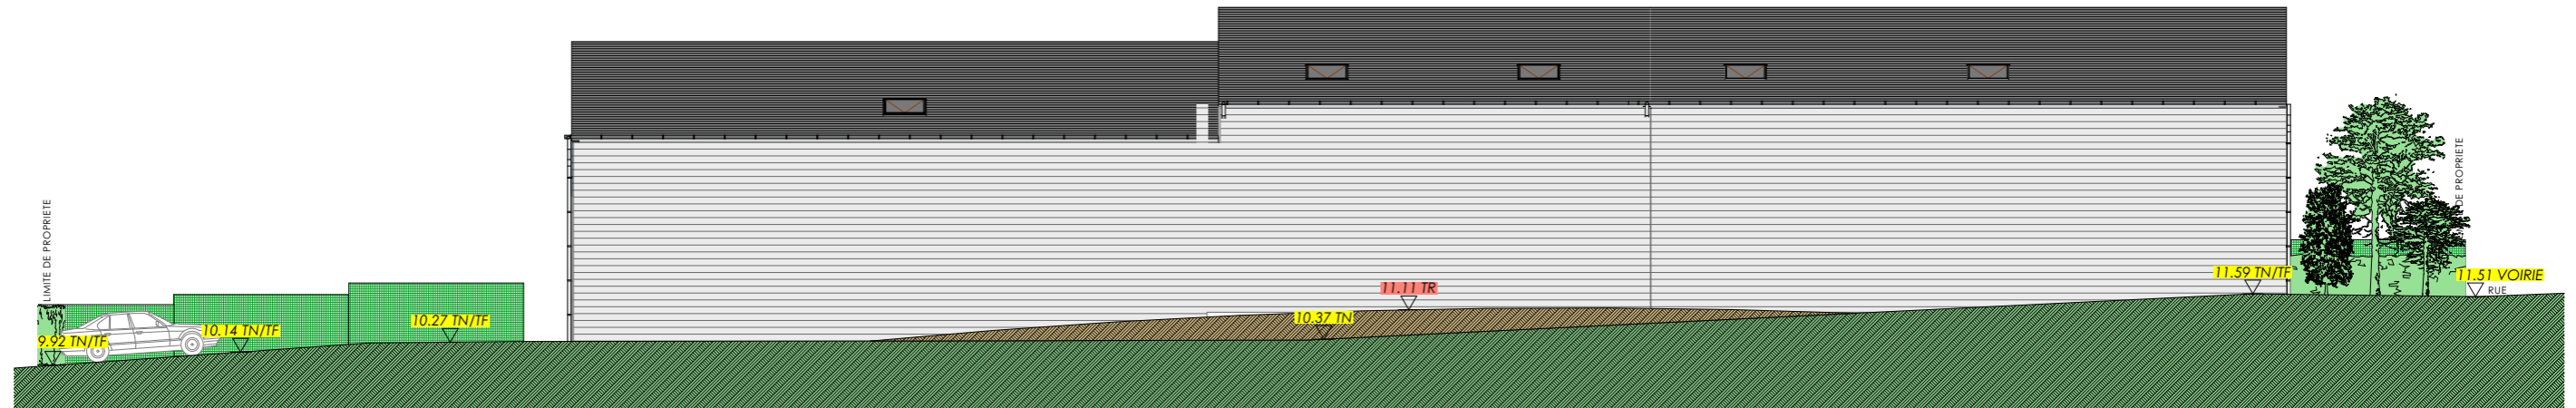 LIMITE DE PROPRIETE
9.92 TN/TF
10.14 TN/TF
10.27 TN/TF
10.37 TN
11.11 TR
11.59 TN/TF
DE PROPRIETE
11.51 VOIRIE
RUE